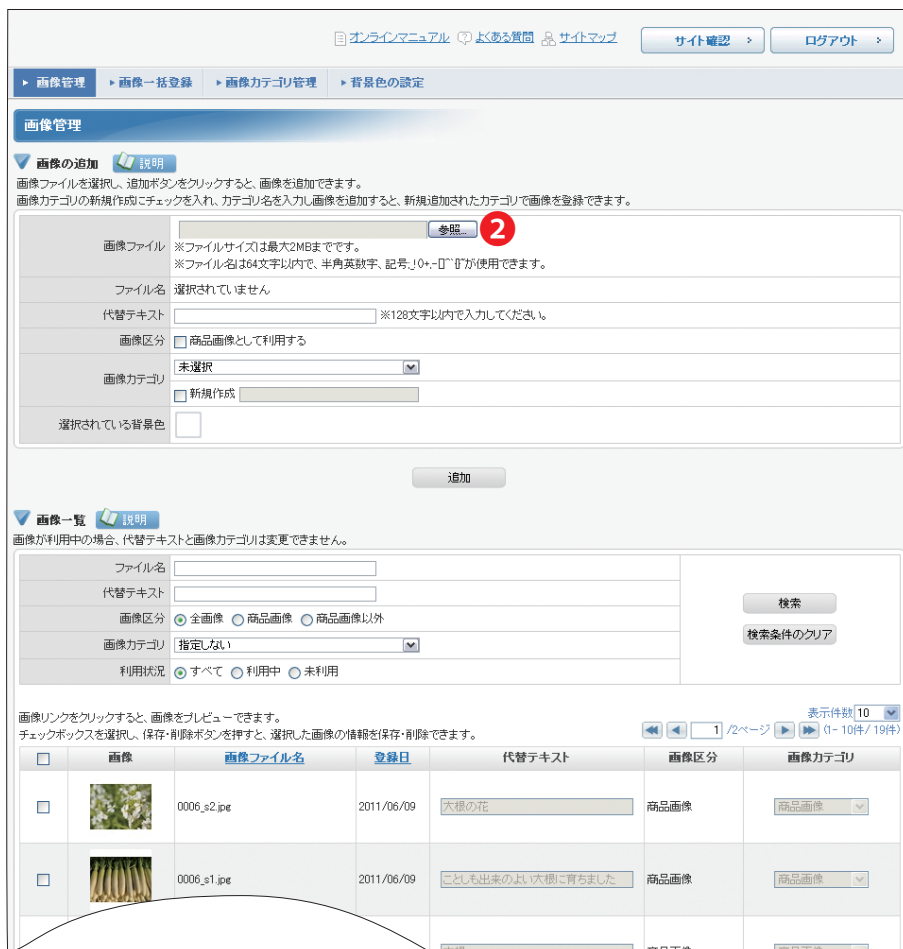 オンラインマニュアル よくある質問 サイトマップ サイト確認 ログアウト
画像管理 画像一括登録 画像カテゴリ管理 背景色の設定
画像管理
画像の追加 説明
画像ファイルを選択し、追加ボタンをクリックすると、画像を追加できます。
画像カテゴリの新規作成にチェックを入れ、カテゴリ名を入力し画像を追加すると、新規追加されたカテゴリで画像を登録できます。
参照... 2
画像ファイル ※ファイルサイズは最大2MBまでです。
※ファイル名は64文字以内で、半角英数字、記号 が使用できます。
ファイル名 選択されていません
代替テキスト ※128文字以内で入力してください。
画像区分 商品画像として利用する
画像カテゴリ 未選択
新規作成
選択されている背景色
追加
画像一覧 説明
画像が利用中の場合、代替テキストと画像カテゴリは変更できません。
ファイル名
代替テキスト
画像区分 全画像 商品画像 商品画像以外
画像カテゴリ 指定しない
利用状況 すべて 利用中 未利用
検索
検索条件のクリア
画像リンクをクリックすると、画像をプレビューできます。
チェックボックスを選択し、保存・削除ボタンを押すと、選択した画像の情報を保存・削除できます。
表示件数 10
1 /2ページ (1- 10件/ 19件)
画像 画像ファイル名 登録日 代替テキスト 画像区分 画像カテゴリ
0006_s2.jpg 2011/06/09 大根の花 商品画像 商品画像
0006_s1.jpg 2011/06/09 ことしも出来のよい大根に育ちました 商品画像 商品画像